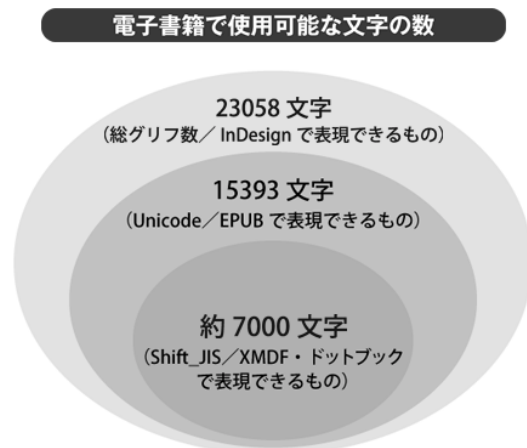 電子書籍で使用可能な文字の数
23058 文字
（総グリフ数／ InDesign で表現できるもの）
15393 文字
（Unicode／EPUB で表現できるもの）
約 7000 文字
（Shift_JIS／XMDF・ドットブック
で表現できるもの）